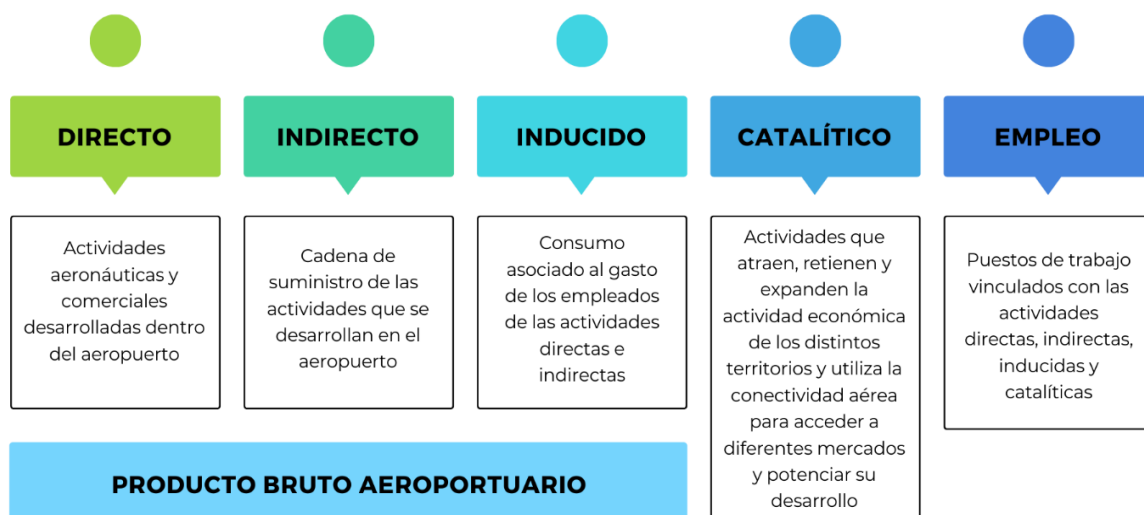 DIRECTO
Actividades
aeronáuticas y
comerciales
desarrolladas dentro
del aeropuerto
INDIRECTO
Cadena de
suministro de las
actividades que se
desarrollan en el
aeropuerto
INDUCIDO
Consumo
asociado al gasto
de los empleados
de las actividades
directas e
indirectas
PRODUCTO BRUTO AEROPORTUARIO
CATALÍTICO
Actividades que
atraen, retienen y
expanden la
actividad económica
de los distintos
territorios y utiliza la
conectividad aérea
para acceder a
diferentes mercados
y potenciar su
desarrollo
EMPLEO
Puestos de trabajo
vinculados con las
actividades
directas, indirectas,
inducidas y
catalíticas